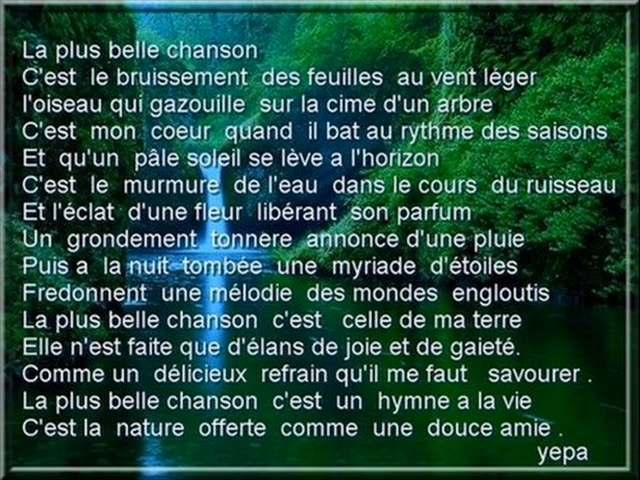 La plus belle chanson
C'est le bruissement des feuilles au vent léger
l'oiseau qui gazouille sur la cime d'un arbre
C'est mon coeur quand il bat au rythme des saisons
Et qu'un pâle soleil se lève a l'horizon
C'est le murmure de l'eau dans le cours du ruisseau
Et l'éclat d'une fleur libérant son parfum
Un grondement tonnère annonce d'une pluie
Puis a la nuit tombée une myriade d'étoiles
Fredonnent une mélodie des mondes engloutis
La plus belle chanson c'est celle de ma terre
Elle n'est faite que d'élans de joie et de gaieté.
Comme un délicieux refrain qu'il me faut savourer .
La plus belle chanson c'est un hymne a la vie
C'est la nature offerte comme une douce amie .
yepa